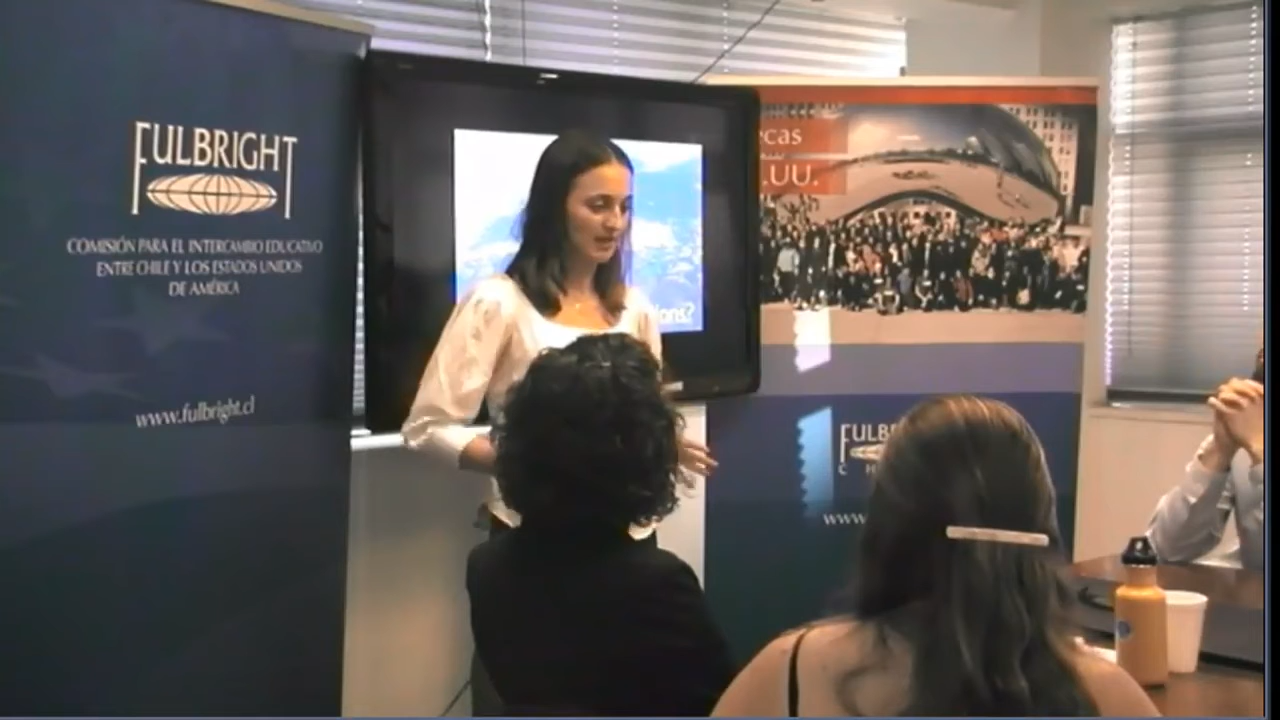 FULBRIGHT
COMISIÓN PARA EL INTERCAMBIO EDUCATIVO
ENTRE CHILE Y LOS ESTADOS UNIDOS
DE AMÉRICA
www.fulbright.cl
ions?
ecas
.UU.
FULB
C H
www